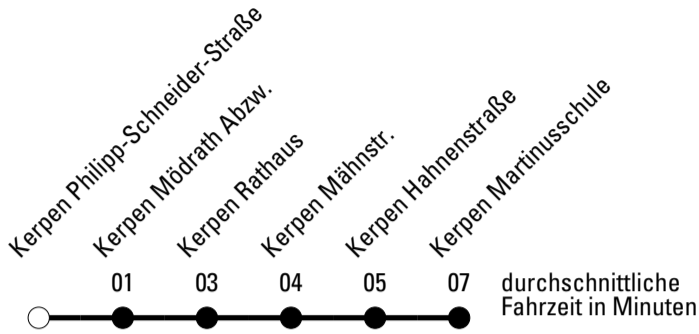 Kerpen Philipp-Schneider-Straße
Kerpen Mödrath Abzw.
Kerpen Rathaus
Kerpen Mähnstr.
Kerpen Hahnenstraße
Kerpen Martinusschule
01 03 04 05 07
durchschnittliche
Fahrzeit in Minuten